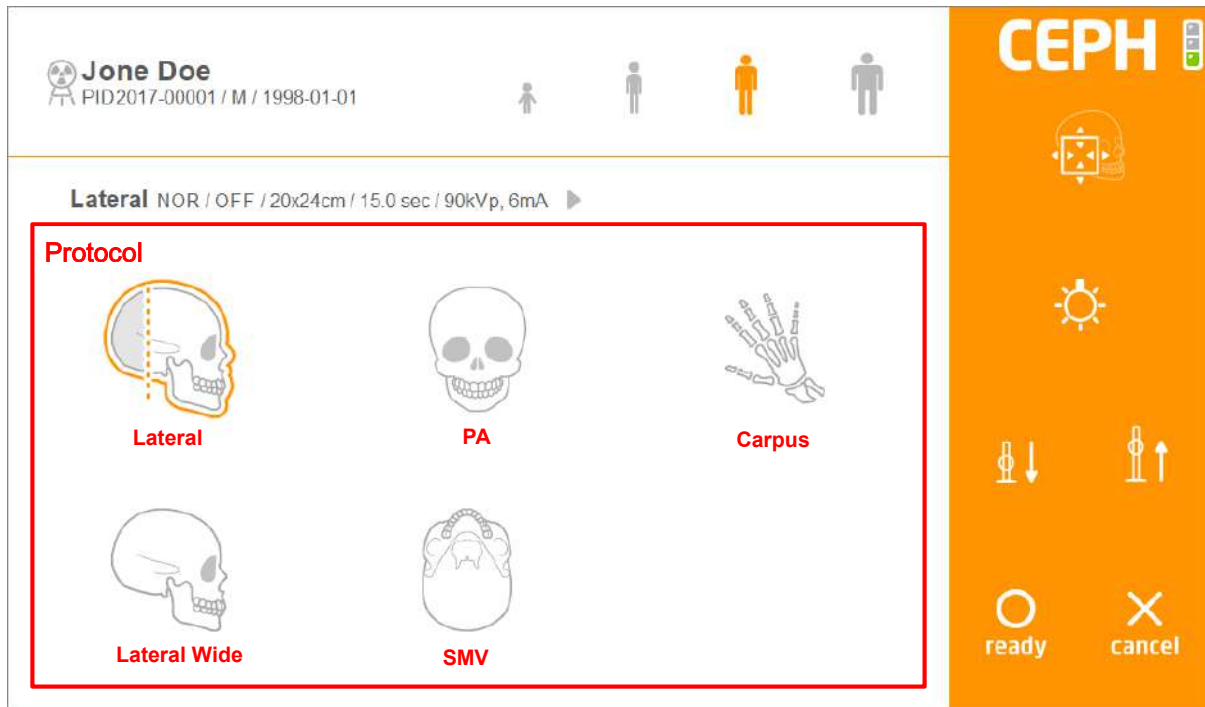 Jone Doe
PID2017-00001 / M / 1998-01-01
CEPH
Lateral NOR / OFF / 20x24cm / 15.0 sec / 90kVp, 6mA
Protocol
Lateral
PA
Carpus
Lateral Wide
SMV
ready
cancel